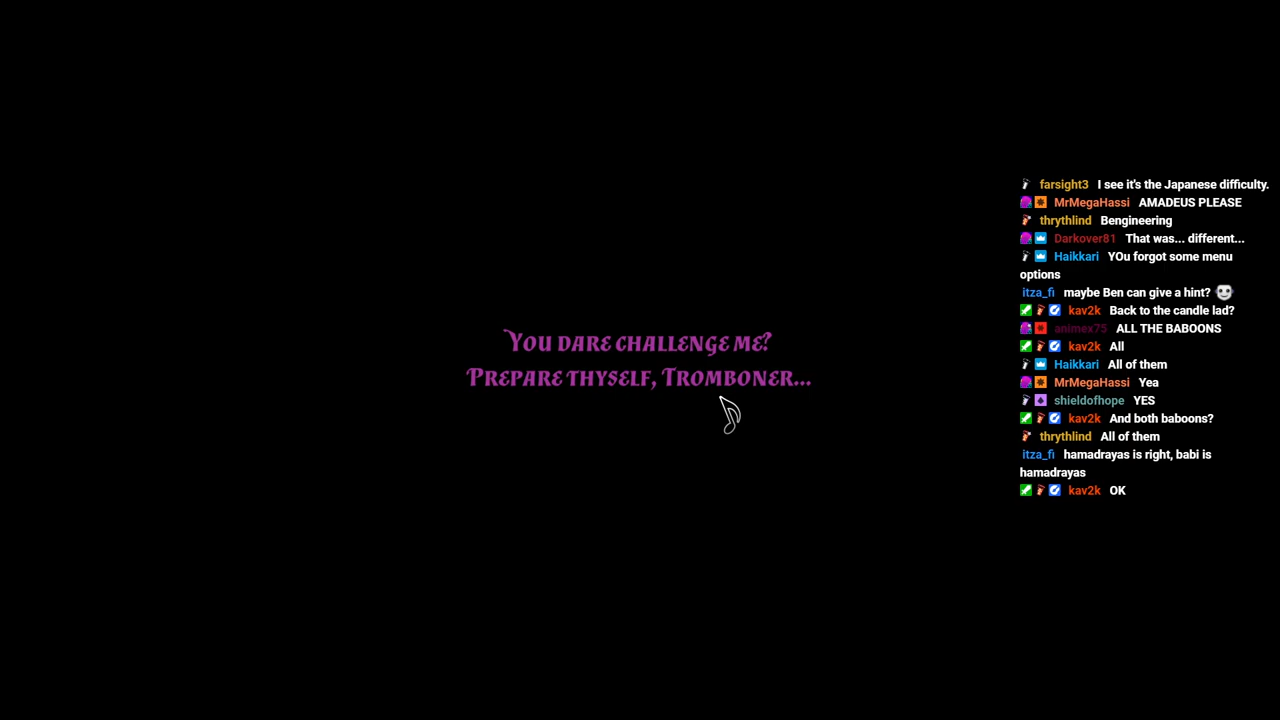 You dare challenge me?
Prepare thyself, Tromboner...
farsight3 I see it's the Japanese difficulty.
MrMegaHassi AMADEUS PLEASE
thrythlind Bengineering
Darkover81 That was... different...
Haikkari YOu forgot some menu
options
itza_fi maybe Ben can give a hint?
kav2k Back to the candle lad?
animex75 ALL THE BABOONS
kav2k All
Haikkari All of them
MrMegaHassi Yea
shieldofhope YES
kav2k And both baboons?
thrythlind All of them
itza_fi hamadrayas is right, babi is
hamadrayas
kav2k OK